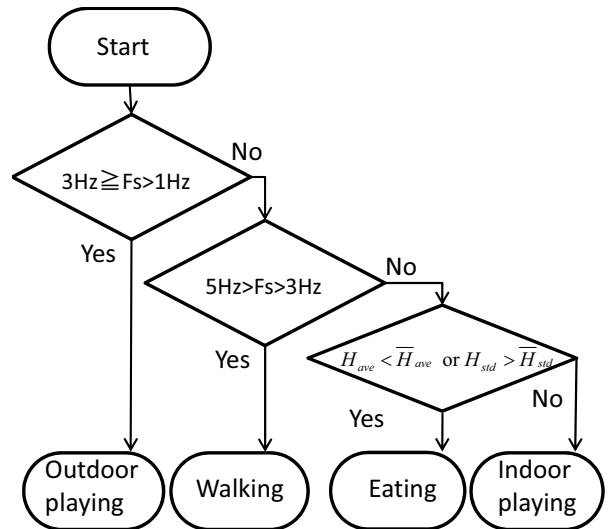 Start
3Hz≧Fs>1Hz
No
Yes
5Hz>Fs>3Hz
No
Yes
H_ave < H̅_ave or H_std > H̅_std
Yes
No
Outdoor
playing
Walking
Eating
Indoor
playing